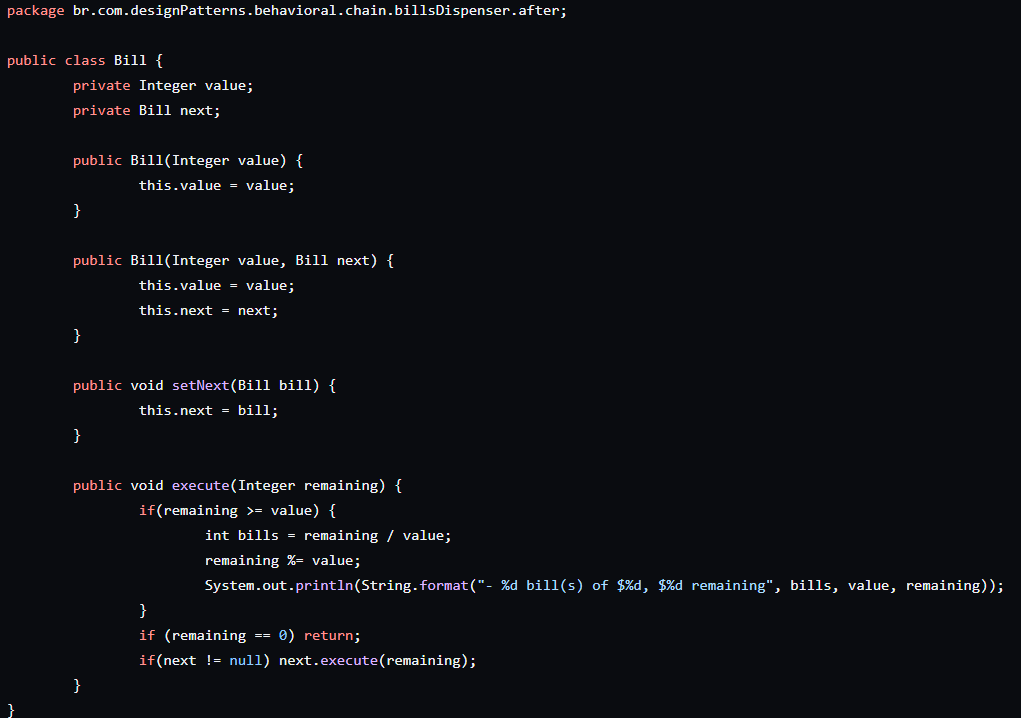 package br.com.designPatterns.behavioral.chain.billsDispenser.after;
public class Bill {
private Integer value;
private Bill next;
public Bill(Integer value) {
this.value = value;
}
public Bill(Integer value, Bill next) {
this.value = value;
this.next = next;
}
public void setNext(Bill bill) {
this.next = bill;
}
public void execute(Integer remaining) {
if(remaining >= value) {
int bills = remaining / value;
remaining %= value;
System.out.println(String.format("- %d bill(s) of $%d, $%d remaining", bills, value, remaining));
}
if (remaining == 0) return;
if(next != null) next.execute(remaining);
}
}